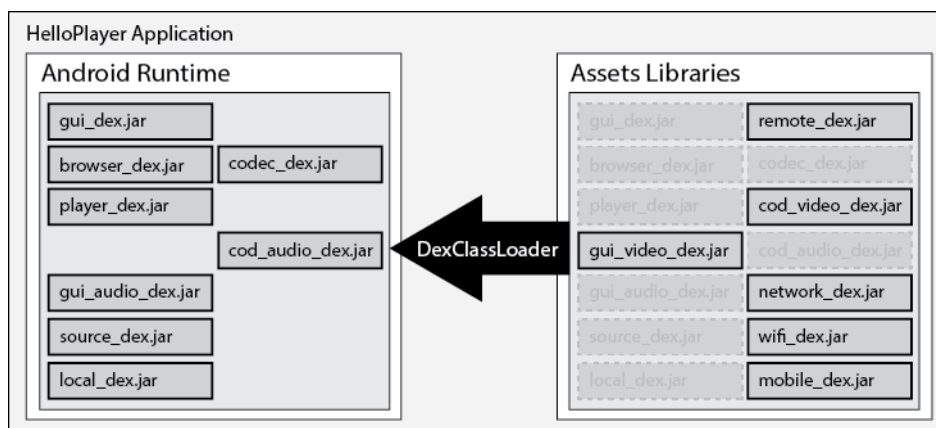 HelloPlayer Application
Android Runtime
gui_dex.jar
browser_dex.jar
codec_dex.jar
player_dex.jar
cod_audio_dex.jar
gui_audio_dex.jar
source_dex.jar
local_dex.jar
DexClassLoader
Assets Libraries
gui_dex.jar
remote_dex.jar
browser_dex.jar
codec_dex.jar
player_dex.jar
cod_video_dex.jar
gui_video_dex.jar
cod_audio_dex.jar
gui_audio_dex.jar
network_dex.jar
source_dex.jar
wifi_dex.jar
local_dex.jar
mobile_dex.jar